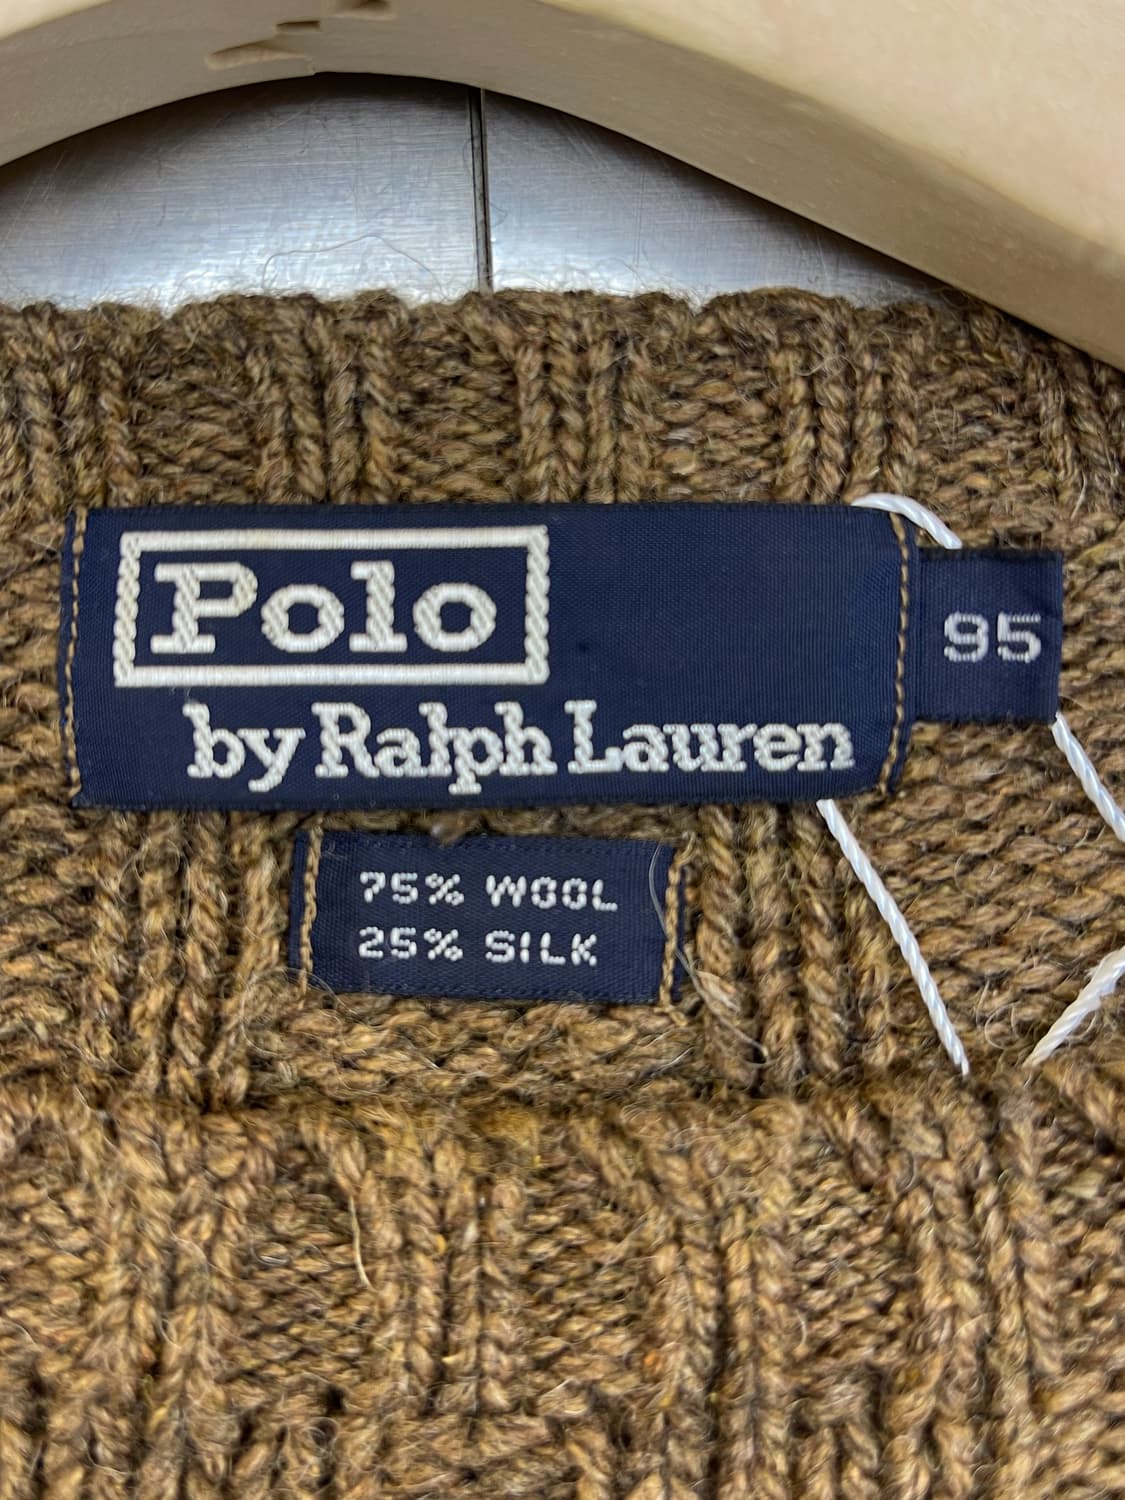 Polo
by Ralph Lauren
95
75% WOOL
25% SILK